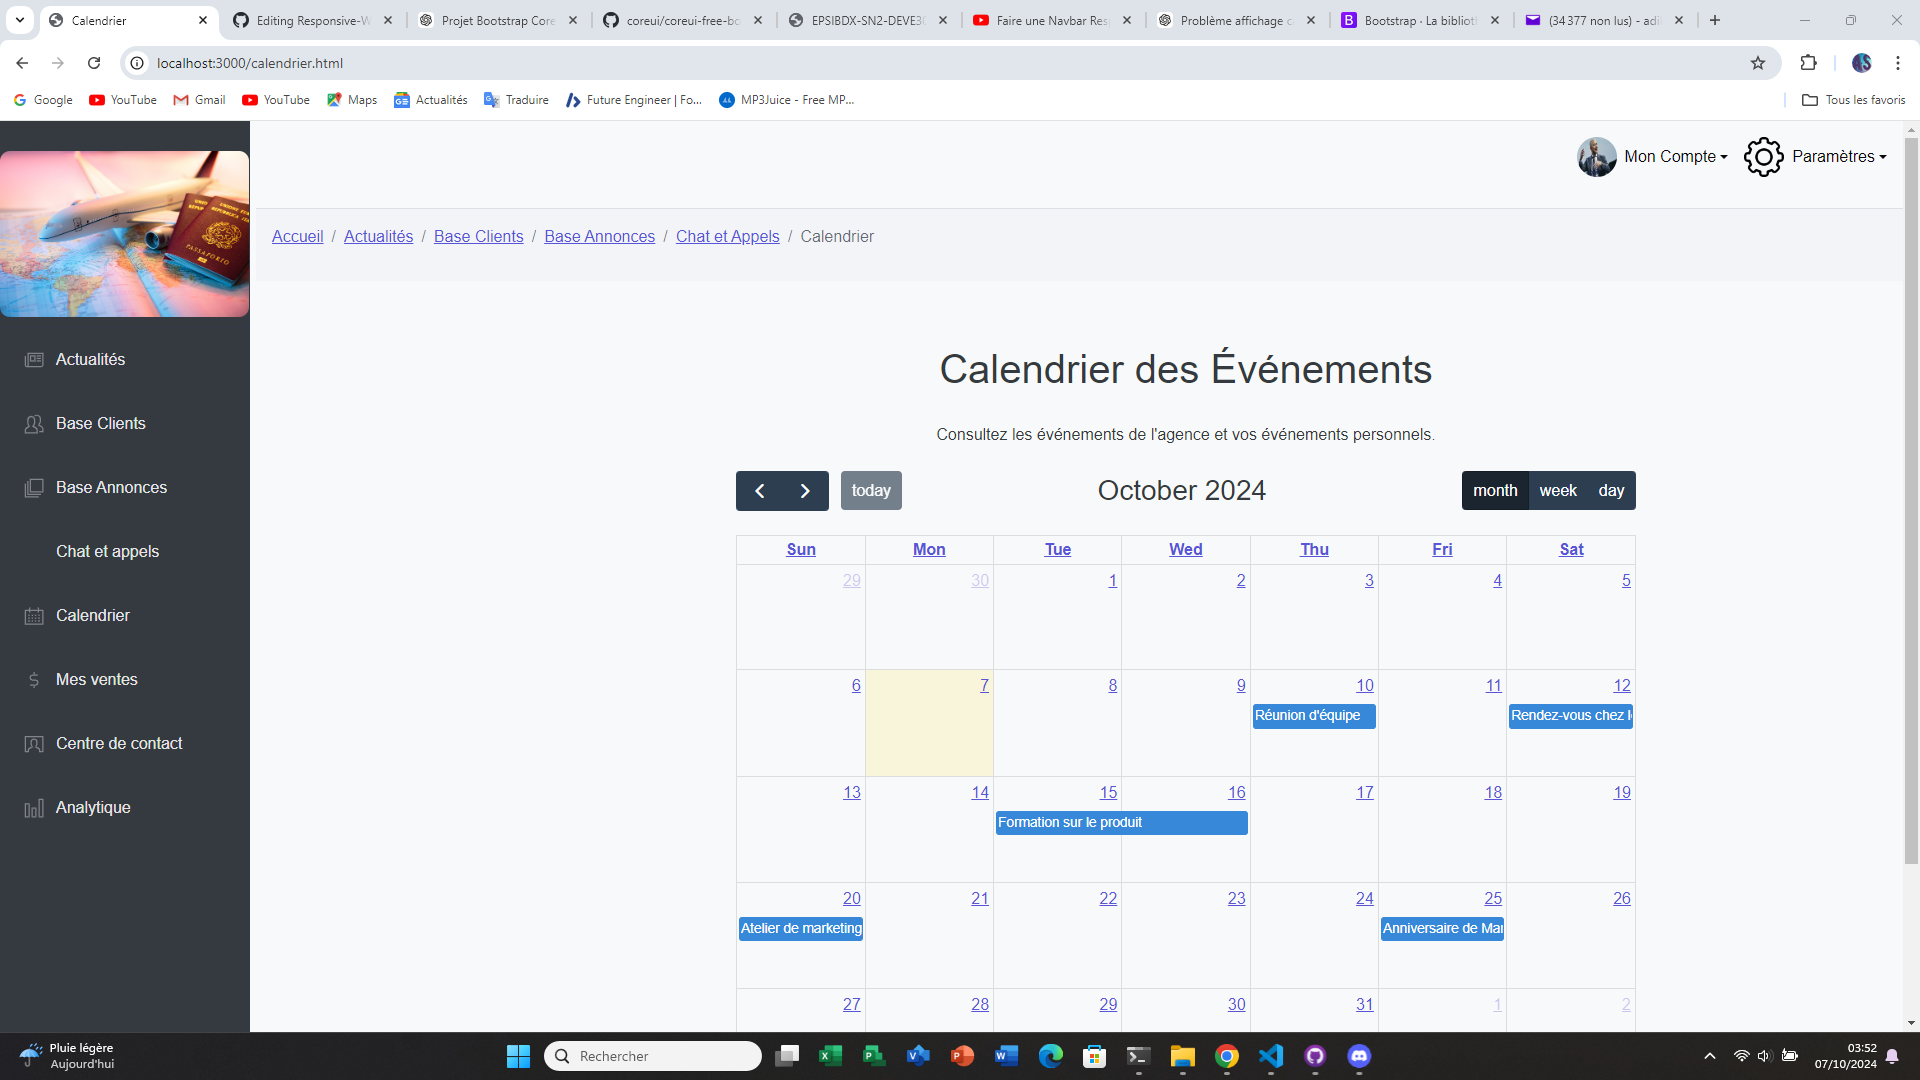 Calendrier
Editing Responsive-W
Projet Bootstrap Core
coreui/coreui-free-bo
EPSIBDX-SN2-DEVE30
Faire une Navbar Res
Problème affichage c
Bootstrap · La bibliot
(34 377 non lus) - adi
localhost:3000/calendrier.html
Google
YouTube
Gmail
YouTube
Maps
Actualités
Traduire
Future Engineer | Fo...
MP3Juice - Free MP...
Tous les favoris
Mon Compte
Paramètres
Accueil / Actualités / Base Clients / Base Annonces / Chat et Appels / Calendrier
PASSAPORTO
Actualités
Base Clients
Base Annonces
Chat et appels
Calendrier
Mes ventes
Centre de contact
Analytique
Calendrier des Événements
Consultez les événements de l'agence et vos événements personnels.
today
October 2024
month week day
Sun Mon Tue Wed Thu Fri Sat
29 30 1 2 3 4 5
6 7 8 9 10 11 12
Réunion d'équipe
Rendez-vous chez l
13 14 15 16 17 18 19
Formation sur le produit
20 21 22 23 24 25 26
Atelier de marketing
Anniversaire de Mar
27 28 29 30 31 1 2
Pluie légère
Aujourd'hui
Rechercher
03:52
07/10/2024